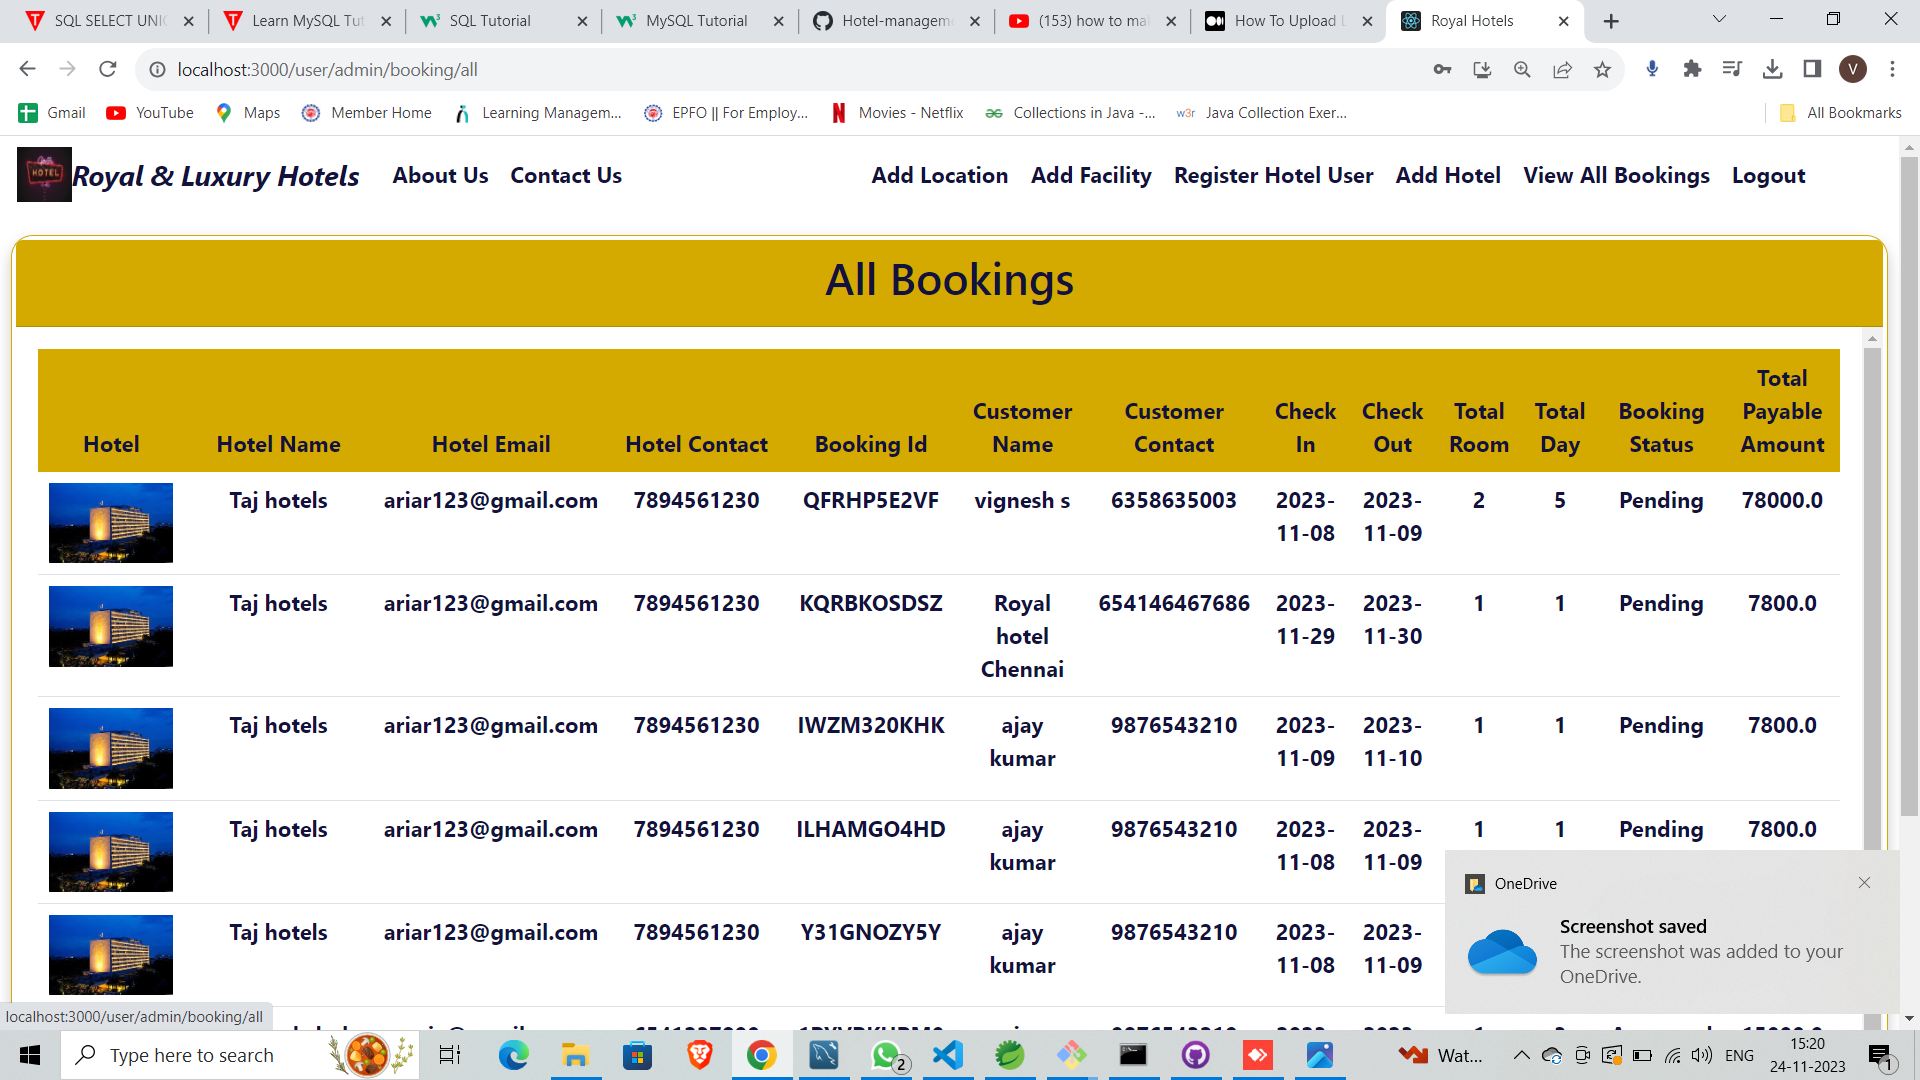 SQL SELECT UNI
Learn MySQL Tut
SQL Tutorial
MySQL Tutorial
Hotel-managem
(153) how to mal
How To Upload
Royal Hotels
localhost:3000/user/admin/booking/all
V
Gmail
YouTube
Maps
Member Home
Learning Managem...
EPFO || For Employ...
Movies - Netflix
Collections in Java -...
w3r
Java Collection Exer...
All Bookmarks
HOTEL
Royal & Luxury Hotels
About Us
Contact Us
Add Location
Add Facility
Register Hotel User
Add Hotel
View All Bookings
Logout
All Bookings
Hotel
Hotel Name
Hotel Email
Hotel Contact
Booking Id
Customer
Name
Customer
Contact
Check
In
Check
Out
Total
Room
Total
Day
Booking
Status
Total
Payable
Amount
Taj hotels
ariar123@gmail.com
7894561230
QFRHP5E2VF
vignesh s
6358635003
2023-
11-08
2023-
11-09
2
5
Pending
78000.0
Taj hotels
ariar123@gmail.com
7894561230
KQRBKOSDSZ
Royal
hotel
Chennai
654146467686
2023-
11-29
2023-
11-30
1
1
Pending
7800.0
Taj hotels
ariar123@gmail.com
7894561230
IWZM320KHK
ajay
kumar
9876543210
2023-
11-09
2023-
11-10
1
1
Pending
7800.0
Taj hotels
ariar123@gmail.com
7894561230
ILHAMGO4HD
ajay
kumar
9876543210
2023-
11-08
2023-
11-09
1
1
Pending
7800.0
Taj hotels
ariar123@gmail.com
7894561230
Y31GNOZY5Y
ajay
kumar
9876543210
2023-
11-08
2023-
11-09
OneDrive
Screenshot saved
The screenshot was added to your
OneDrive.
localhost:3000/user/admin/booking/all
Type here to search
2
Wat...
ENG
15:20
24-11-2023
1